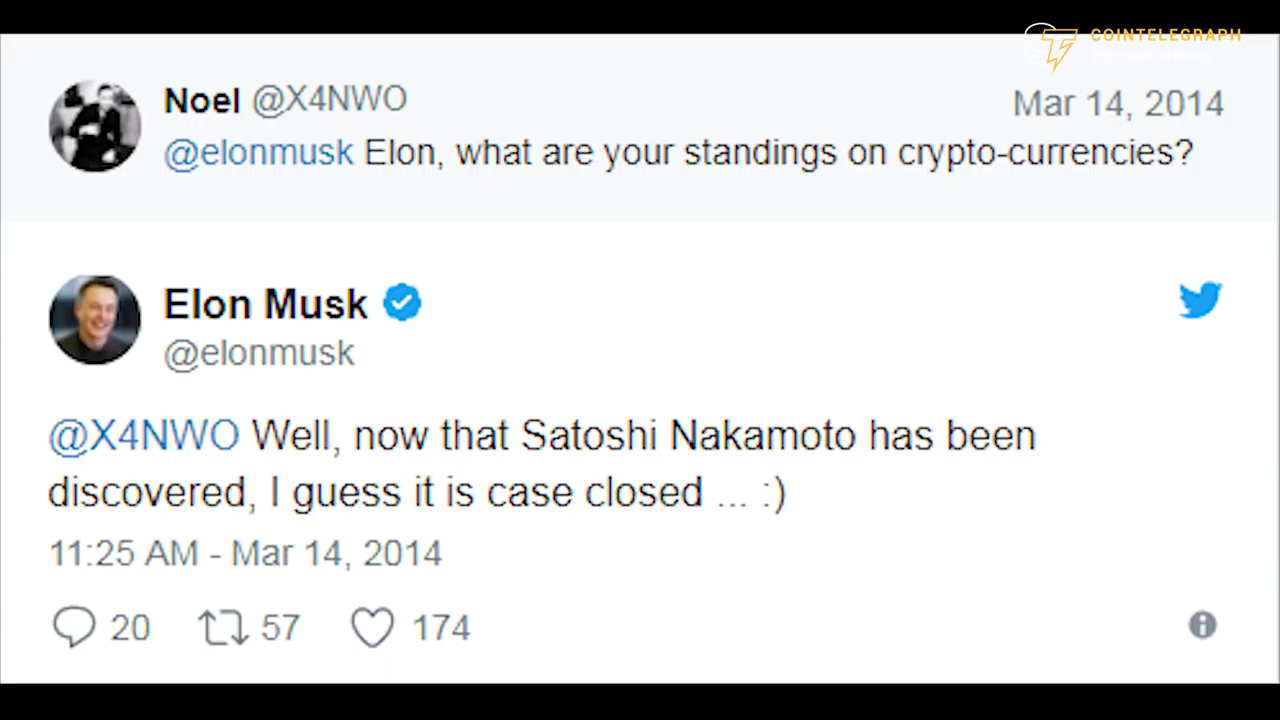 COINTELEGRAPH
Noel @X4NWO
Mar 14, 2014
@elonmusk Elon, what are your standings on crypto-currencies?
Elon Musk
@elonmusk
@X4NWO Well, now that Satoshi Nakamoto has been
discovered, I guess it is case closed ... :)
11:25 AM - Mar 14, 2014
20 57 174